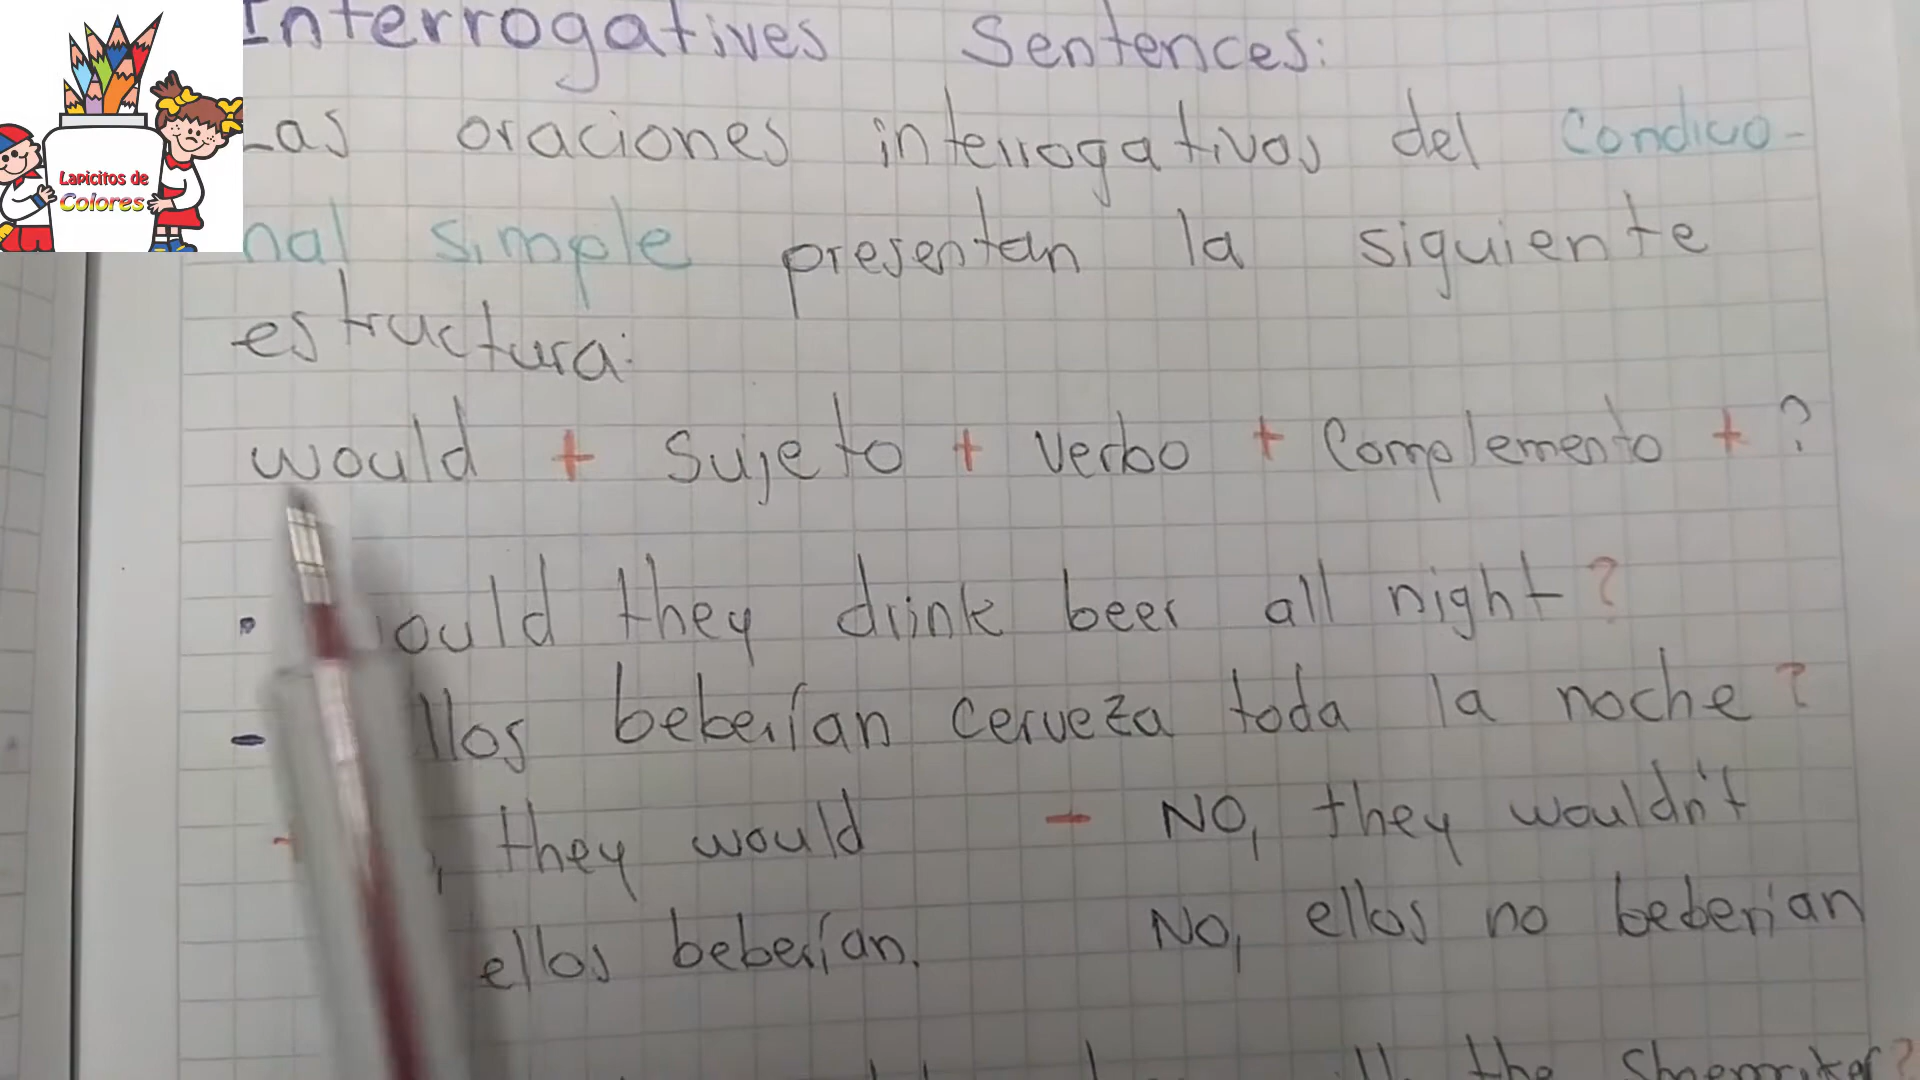 Lapicitos de
Colores
Interrogatives Sentences:
Las oraciones interrogativas del condicio-
nal simple presentan la siguiente
estructura:
would + Sujeto + verbo + Complemento + ?
• ould they drink beer all night?
- llos beberían cerveza toda la noche?
+ , they would - NO, they wouldn't
ellos beberían. NO, ellos no beberian
the